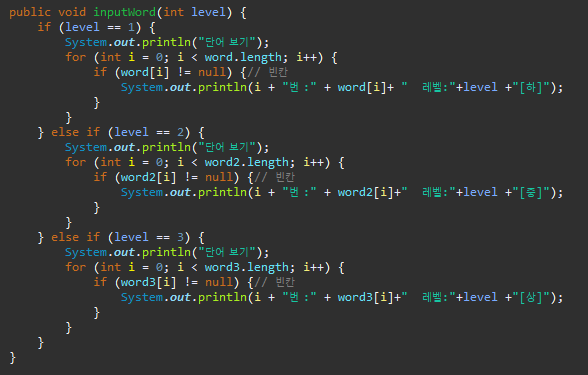 public void inputWord(int level) {
    if (level == 1) {
        System.out.println("단어 보기");
        for (int i = 0; i < word.length; i++) {
            if (word[i] != null) {// 빈칸
                System.out.println(i + "번 :" + word[i]+ "  레벨:"+level +"[하]");
            }
        }
    } else if (level == 2) {
        System.out.println("단어 보기");
        for (int i = 0; i < word2.length; i++) {
            if (word2[i] != null) {// 빈칸
                System.out.println(i + "번 :" + word2[i]+"  레벨:"+level +"[중]");
            }
        }
    } else if (level == 3) {
        System.out.println("단어 보기");
        for (int i = 0; i < word3.length; i++) {
            if (word3[i] != null) {// 빈칸
                System.out.println(i + "번 :" + word3[i]+"  레벨:"+level +"[상]");
            }
        }
    }
}